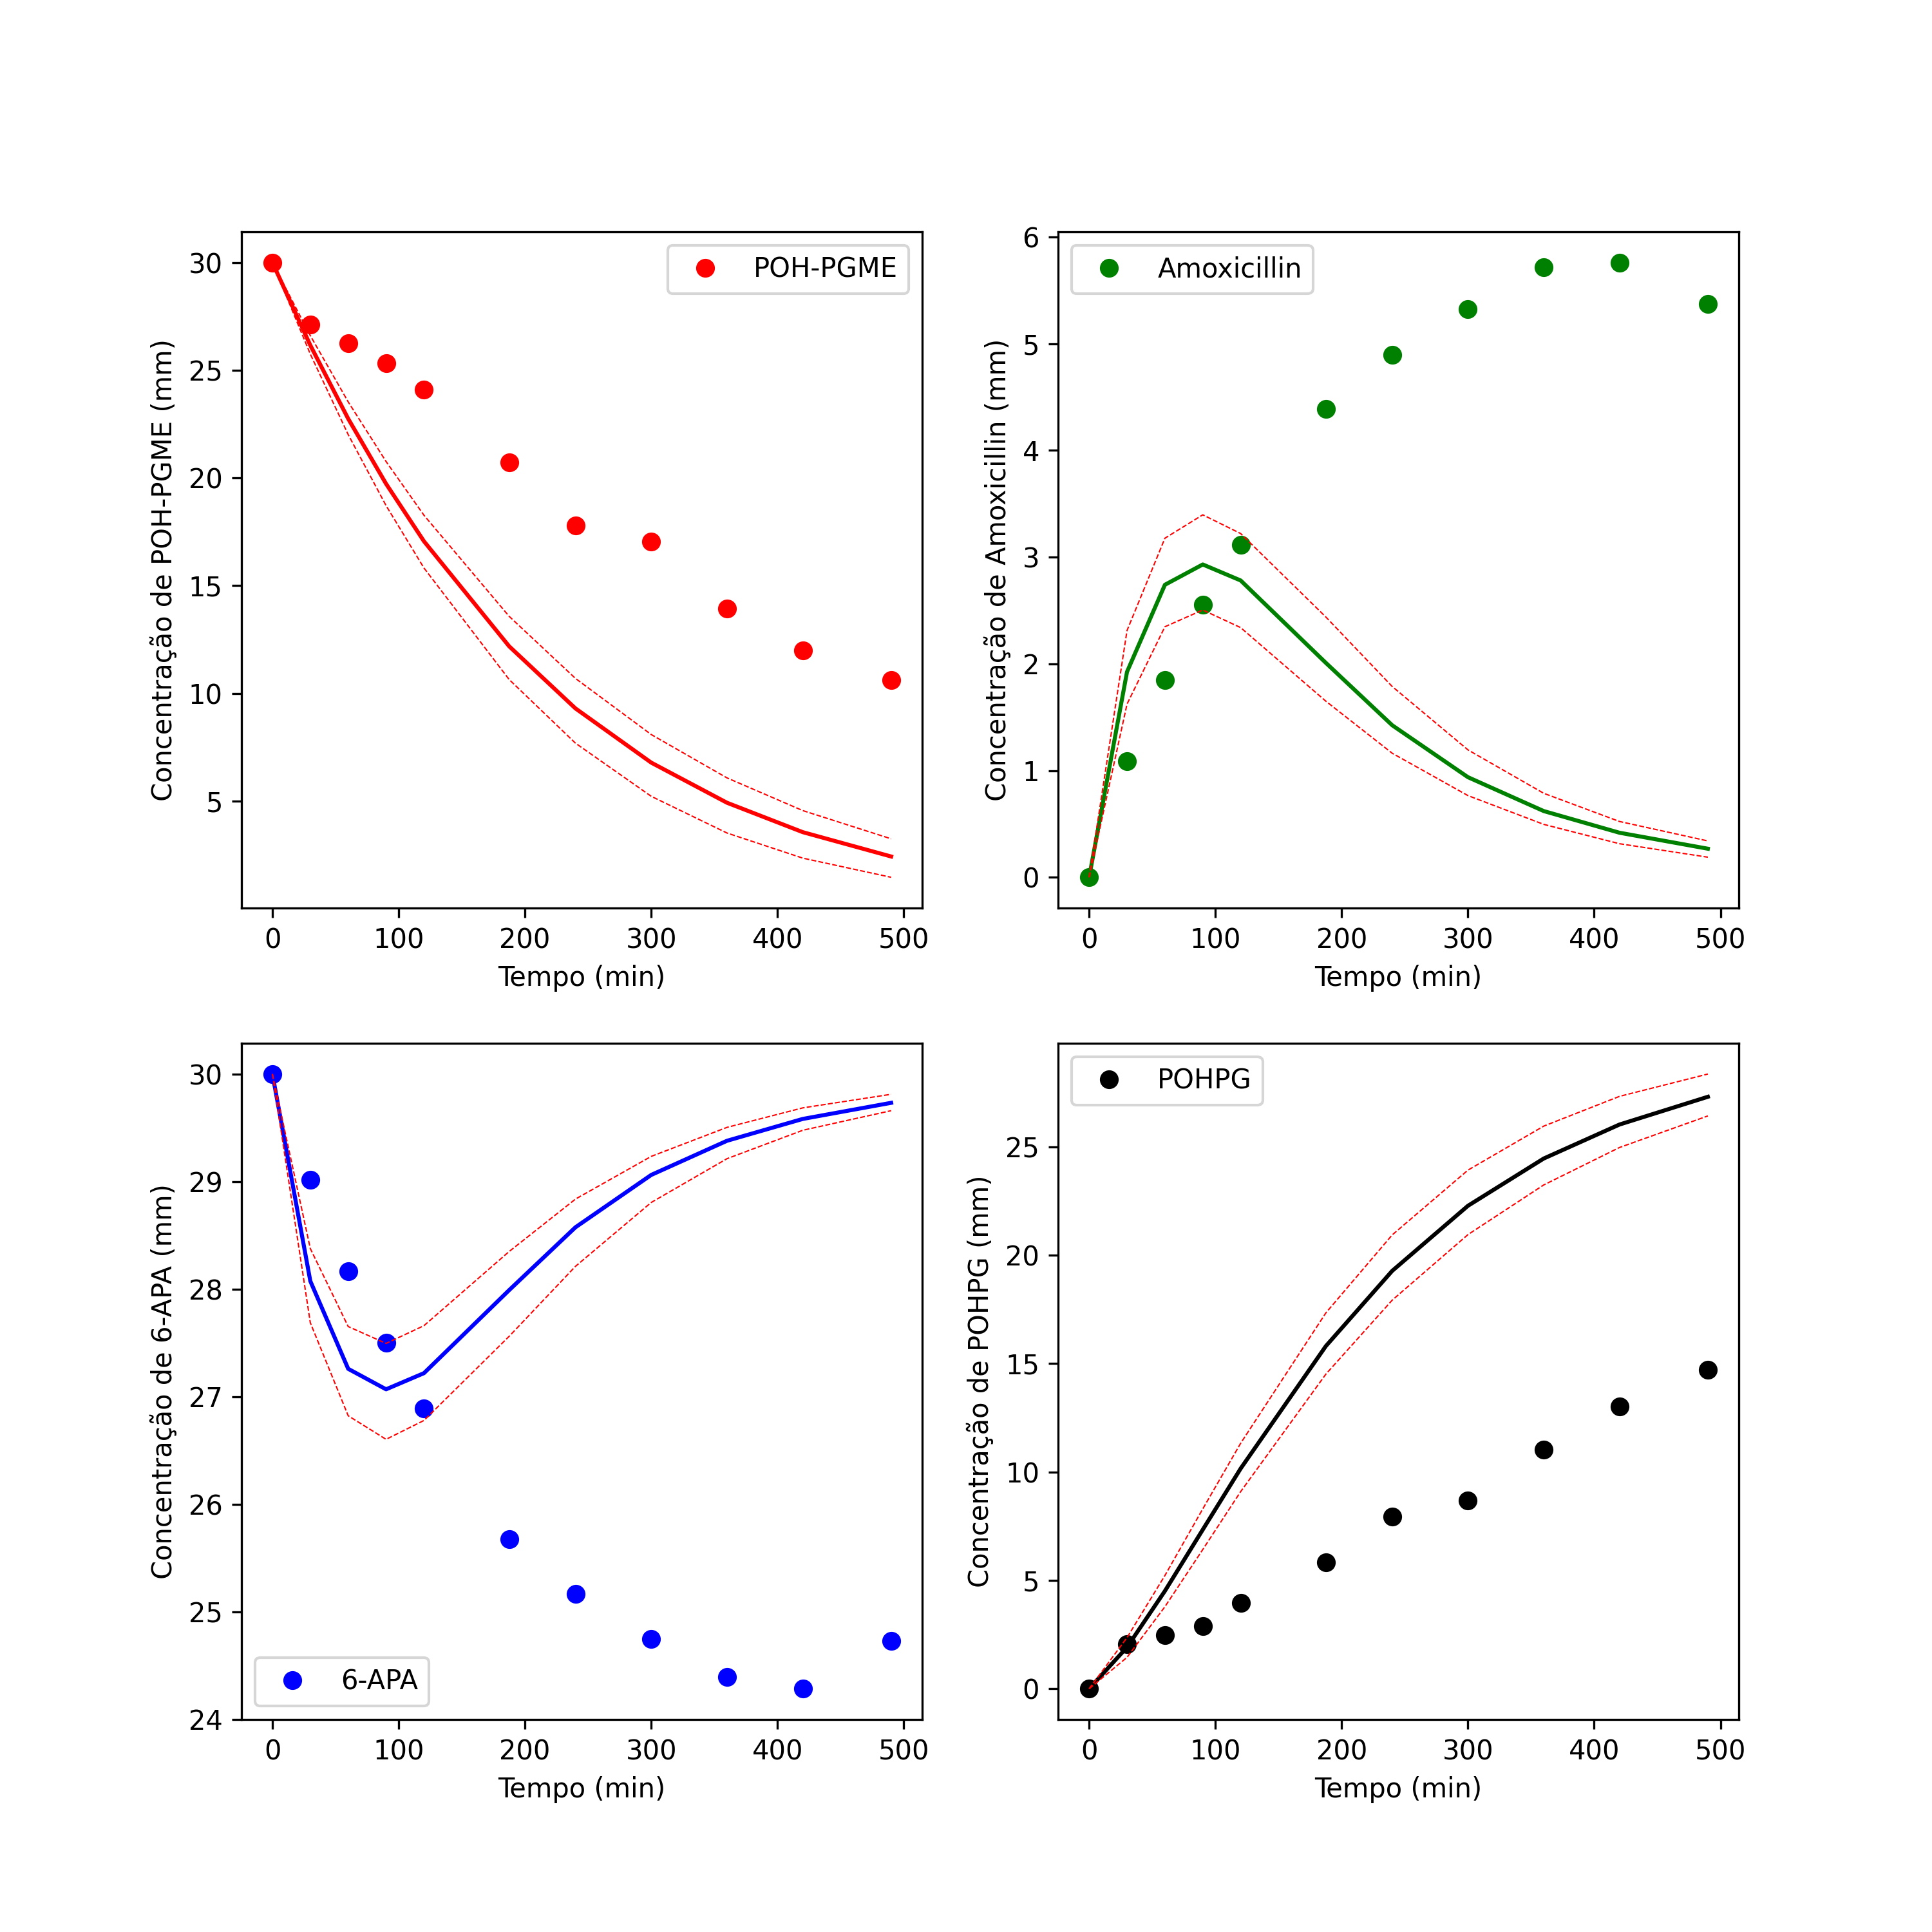 POH-PGME
Concentração de POH-PGME (mm)
30
25
20
15
10
5
0 100 200 300 400 500
Tempo (min)
Amoxicillin
Concentração de Amoxicillin (mm)
6
5
4
3
2
1
0
0 100 200 300 400 500
Tempo (min)
6-APA
Concentração de 6-APA (mm)
30
29
28
27
26
25
24
0 100 200 300 400 500
Tempo (min)
POHPG
Concentração de POHPG (mm)
25
20
15
10
5
0
0 100 200 300 400 500
Tempo (min)